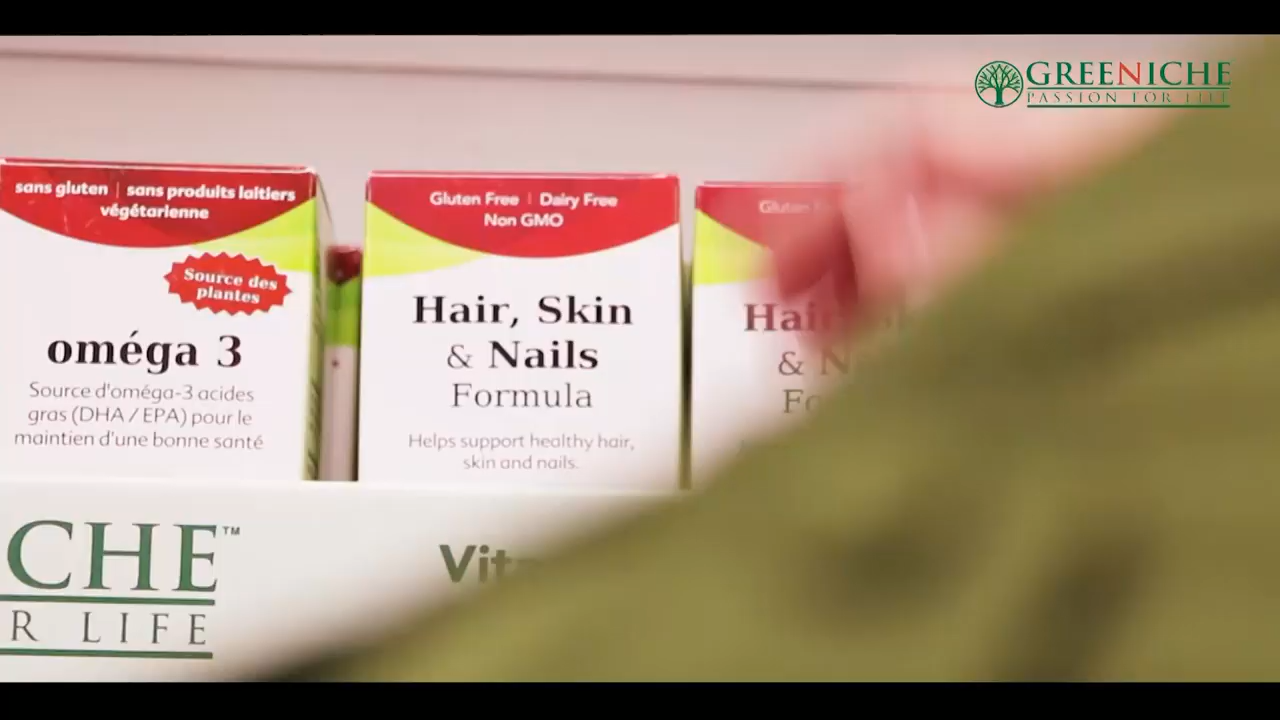 GREENICHE
PASSION FOR LIFE
sans gluten | sans produits laitiers
végétarienne
Source des
plantes
oméga 3
Source d'oméga-3 acides
gras (DHA / EPA) pour le
maintien d'une bonne santé
Gluten Free | Dairy Free
Non GMO
Hair, Skin
& Nails
Formula
Helps support healthy hair,
skin and nails.
Gluten
Hair,
&
CHE™
R LIFE